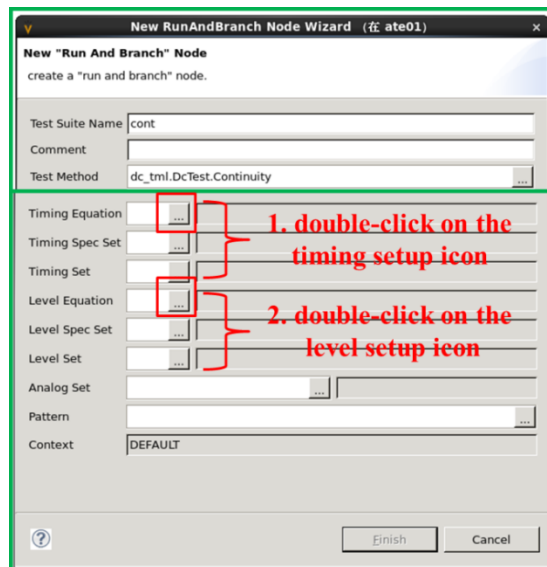 New RunAndBranch Node Wizard （在 ate01）
New "Run And Branch" Node
create a "run and branch" node.
Test Suite Name cont
Comment
Test Method dc_tml.DcTest.Continuity ...
Timing Equation ...
1. double-click on the
Timing Spec Set ...
timing setup icon
Timing Set ...
Level Equation ...
2. double-click on the
Level Spec Set ...
level setup icon
Level Set ...
Analog Set ...
Pattern ...
Context DEFAULT
Finish Cancel